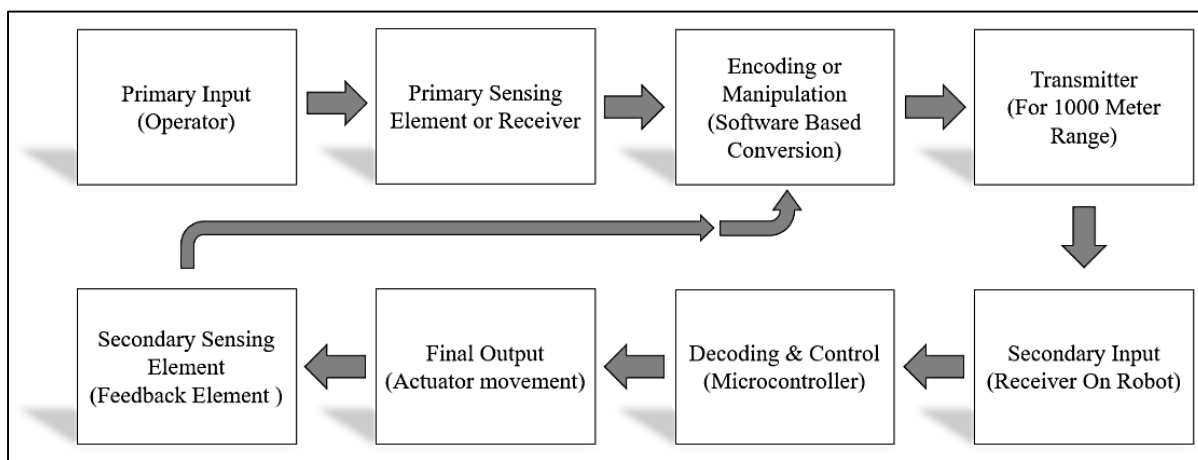 Primary Input
(Operator)
Primary Sensing
Element or Receiver
Encoding or
Manipulation
(Software Based
Conversion)
Transmitter
(For 1000 Meter
Range)
Secondary Sensing
Element
(Feedback Element )
Final Output
(Actuator movement)
Decoding & Control
(Microcontroller)
Secondary Input
(Receiver On Robot)